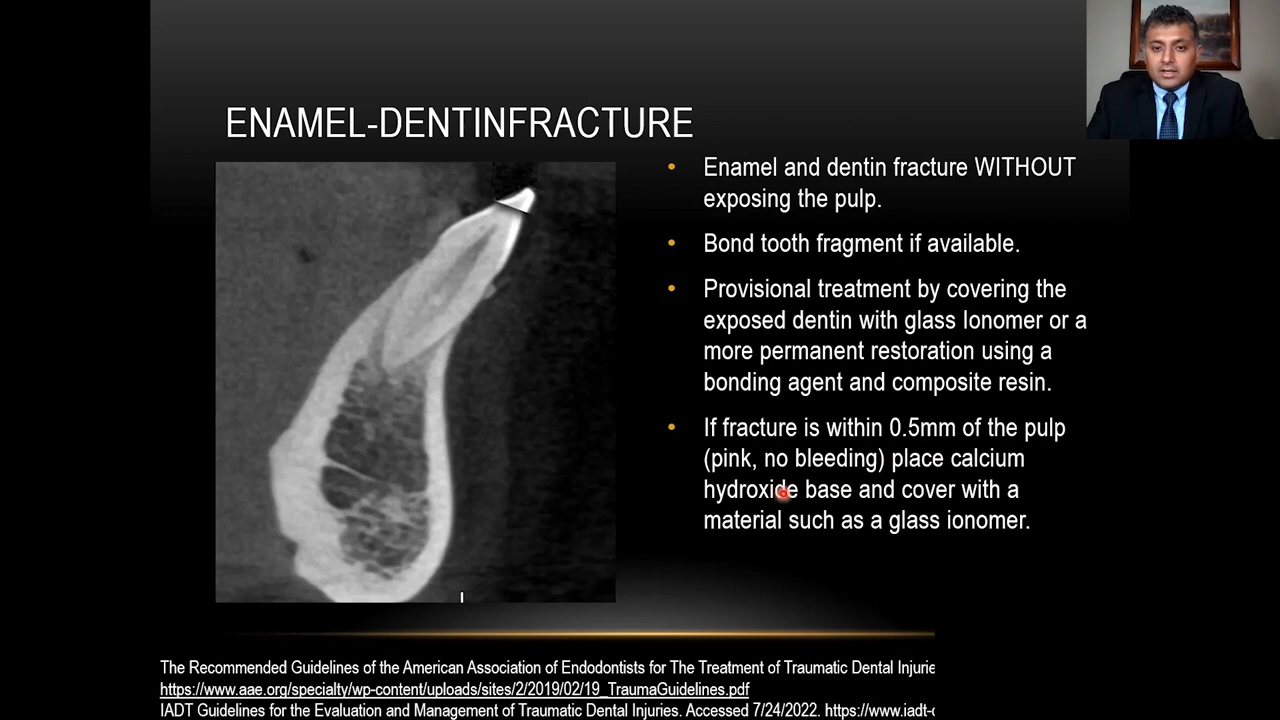 ENAMEL-DENTINFRACTURE
• Enamel and dentin fracture WITHOUT
exposing the pulp.
• Bond tooth fragment if available.
• Provisional treatment by covering the
exposed dentin with glass Ionomer or a
more permanent restoration using a
bonding agent and composite resin.
• If fracture is within 0.5mm of the pulp
(pink, no bleeding) place calcium
hydroxide base and cover with a
material such as a glass ionomer.
The Recommended Guidelines of the American Association of Endodontists for The Treatment of Traumatic Dental Injurie
https://www.aae.org/specialty/wp-content/uploads/sites/2/2019/02/19_TraumaGuidelines.pdf
IADT Guidelines for the Evaluation and Management of Traumatic Dental Injuries. Accessed 7/24/2022. https://www.iadt-